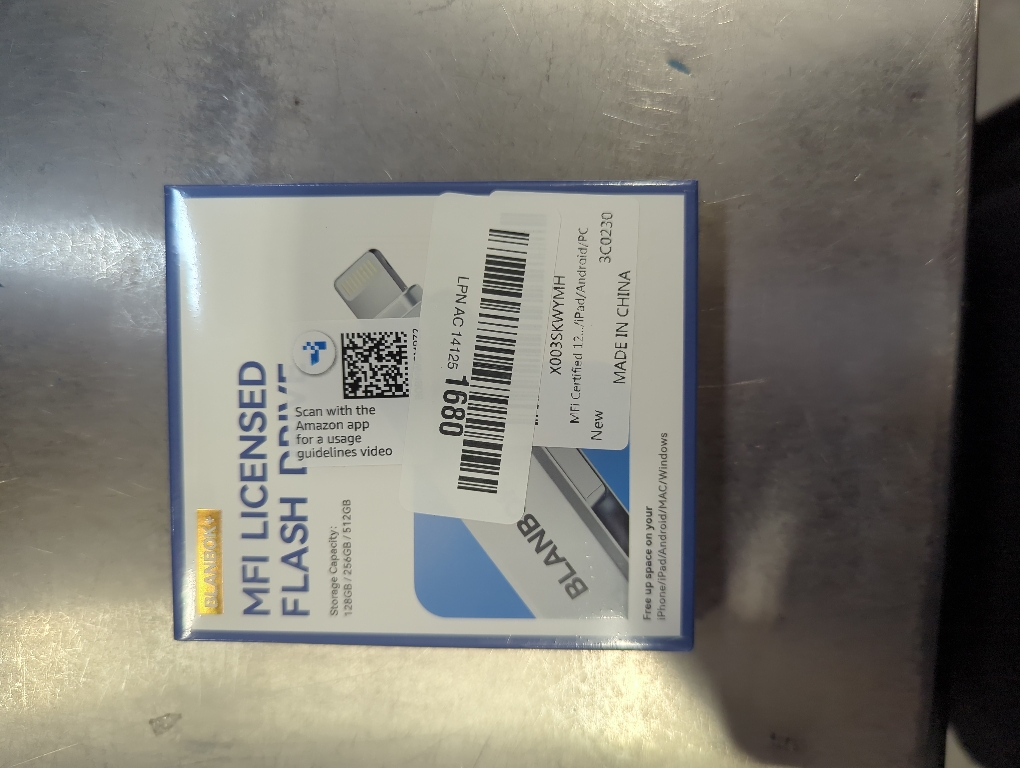 BLANBOK+
MFI LICENSED
FLASH DRIVE
Storage Capacity:
128GB / 256GB / 512GB
Scan with the
Amazon app
for a usage
guidelines video
LPN AC 14125 1680
X003SKWYMH
MFi Certified 12.../iPad/Android/PC
New
3C0230
MADE IN CHINA
BLANB
Free up space on your
iPhone/iPad/Android/MAC/Windows